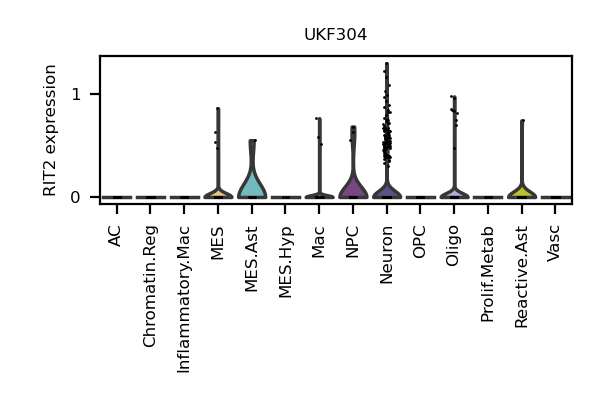 UKF304
RIT2 expression
1
0
AC
Chromatin.Reg
Inflammatory.Mac
MES
MES.Ast
MES.Hyp
Mac
NPC
Neuron
OPC
Oligo
Prolif.Metab
Reactive.Ast
Vasc